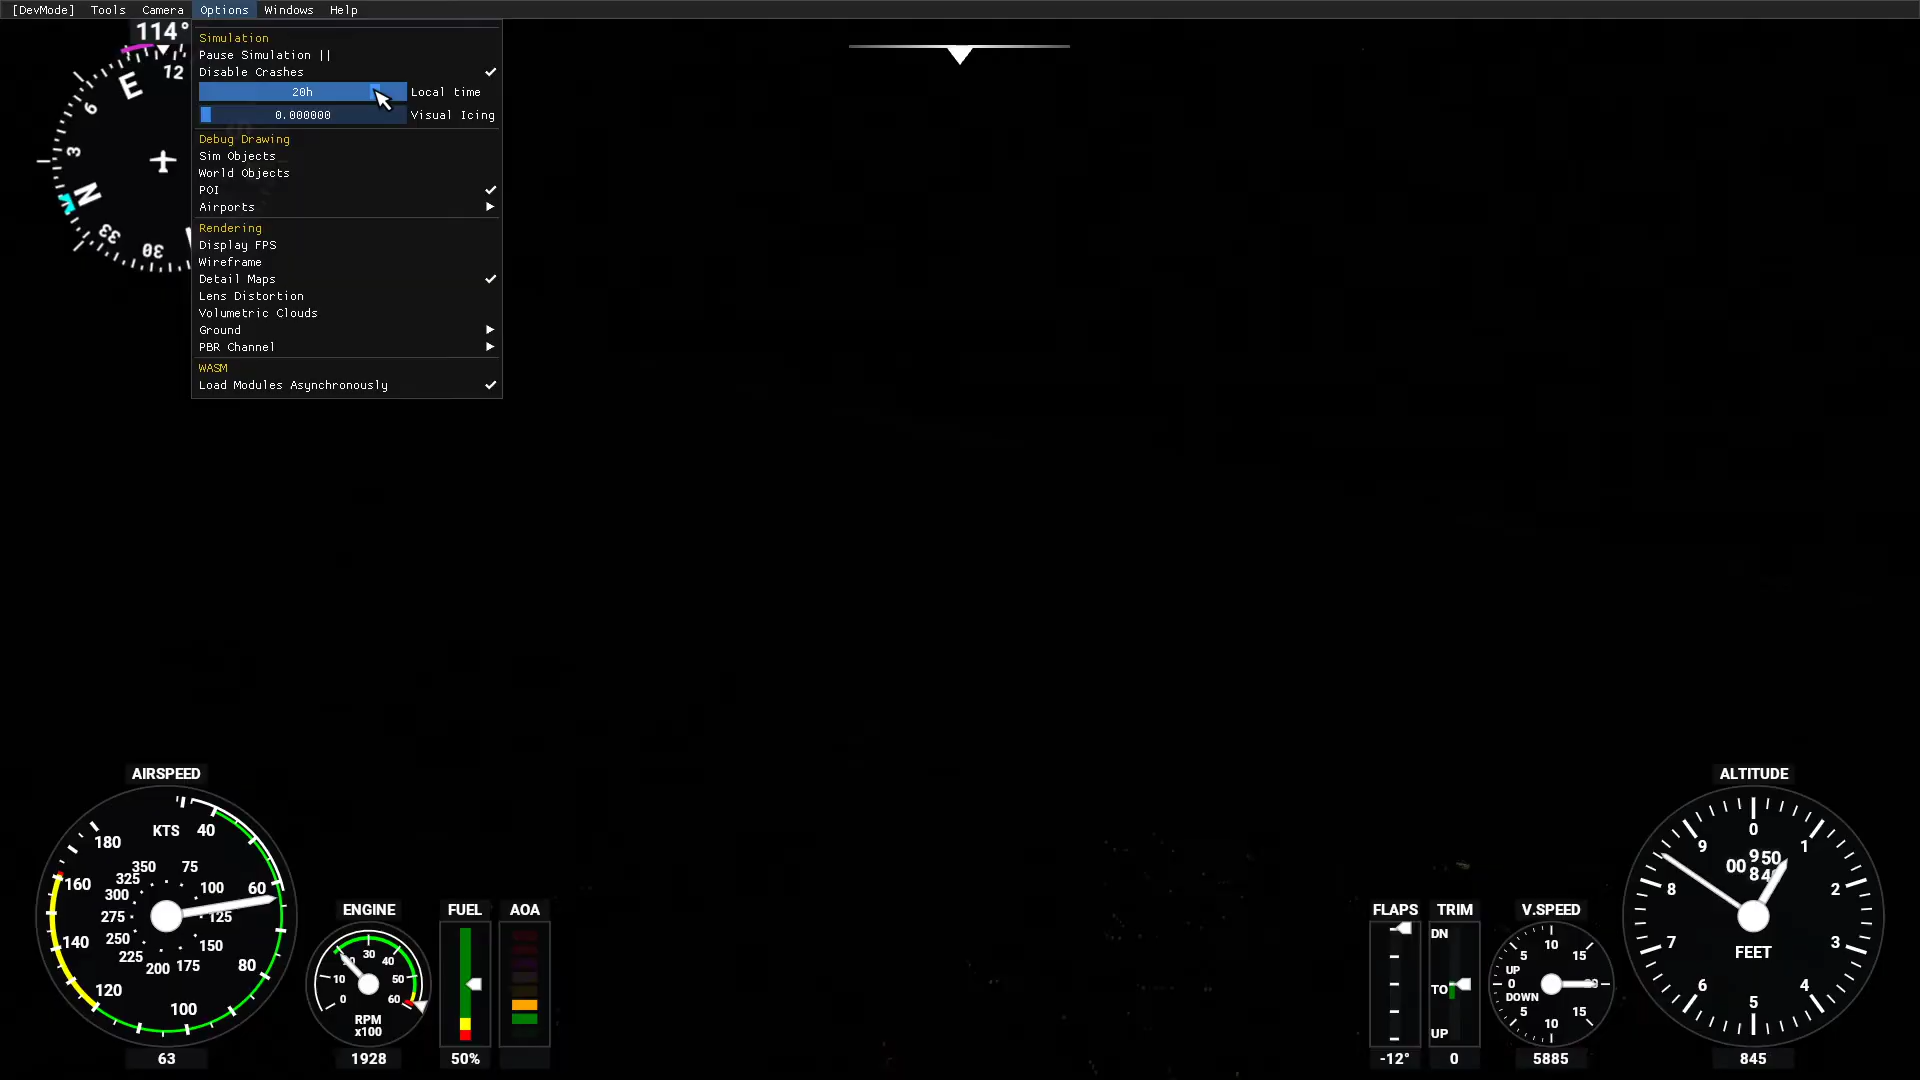 [DevMode] Tools Camera Options Windows Help
114°
Simulation
Pause Simulation ||
Disable Crashes
20h Local time
0.000000 Visual Icing
Debug Drawing
Sim Objects
World Objects
POI
Airports
Rendering
Display FPS
Wireframe
Detail Maps
Lens Distortion
Volumetric Clouds
Ground
PBR Channel
WASM
Load Modules Asynchronously
E
12
6
3
N
33
30
AIRSPEED
KTS
40
60
80
100
120
140
160
180
75
100
125
150
175
200
225
250
275
300
325
350
63
ENGINE
0
10
20
30
40
50
60
RPM
x100
1928
FUEL
50%
AOA
FLAPS
-12°
TRIM
DN
TO
UP
0
V.SPEED
10
5
15
UP
0
DOWN
5
15
10
5885
ALTITUDE
0
1
2
3
4
5
6
7
8
9
00 950
FEET
845